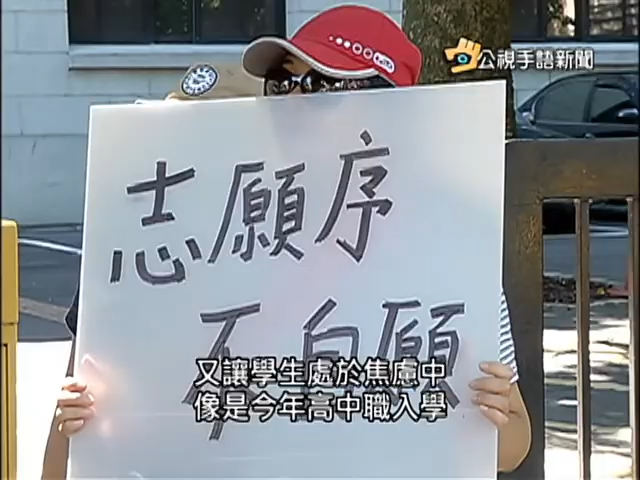 公視手語新聞
志願序
不自願
又讓學生處於焦慮中
像是今年高中職入學